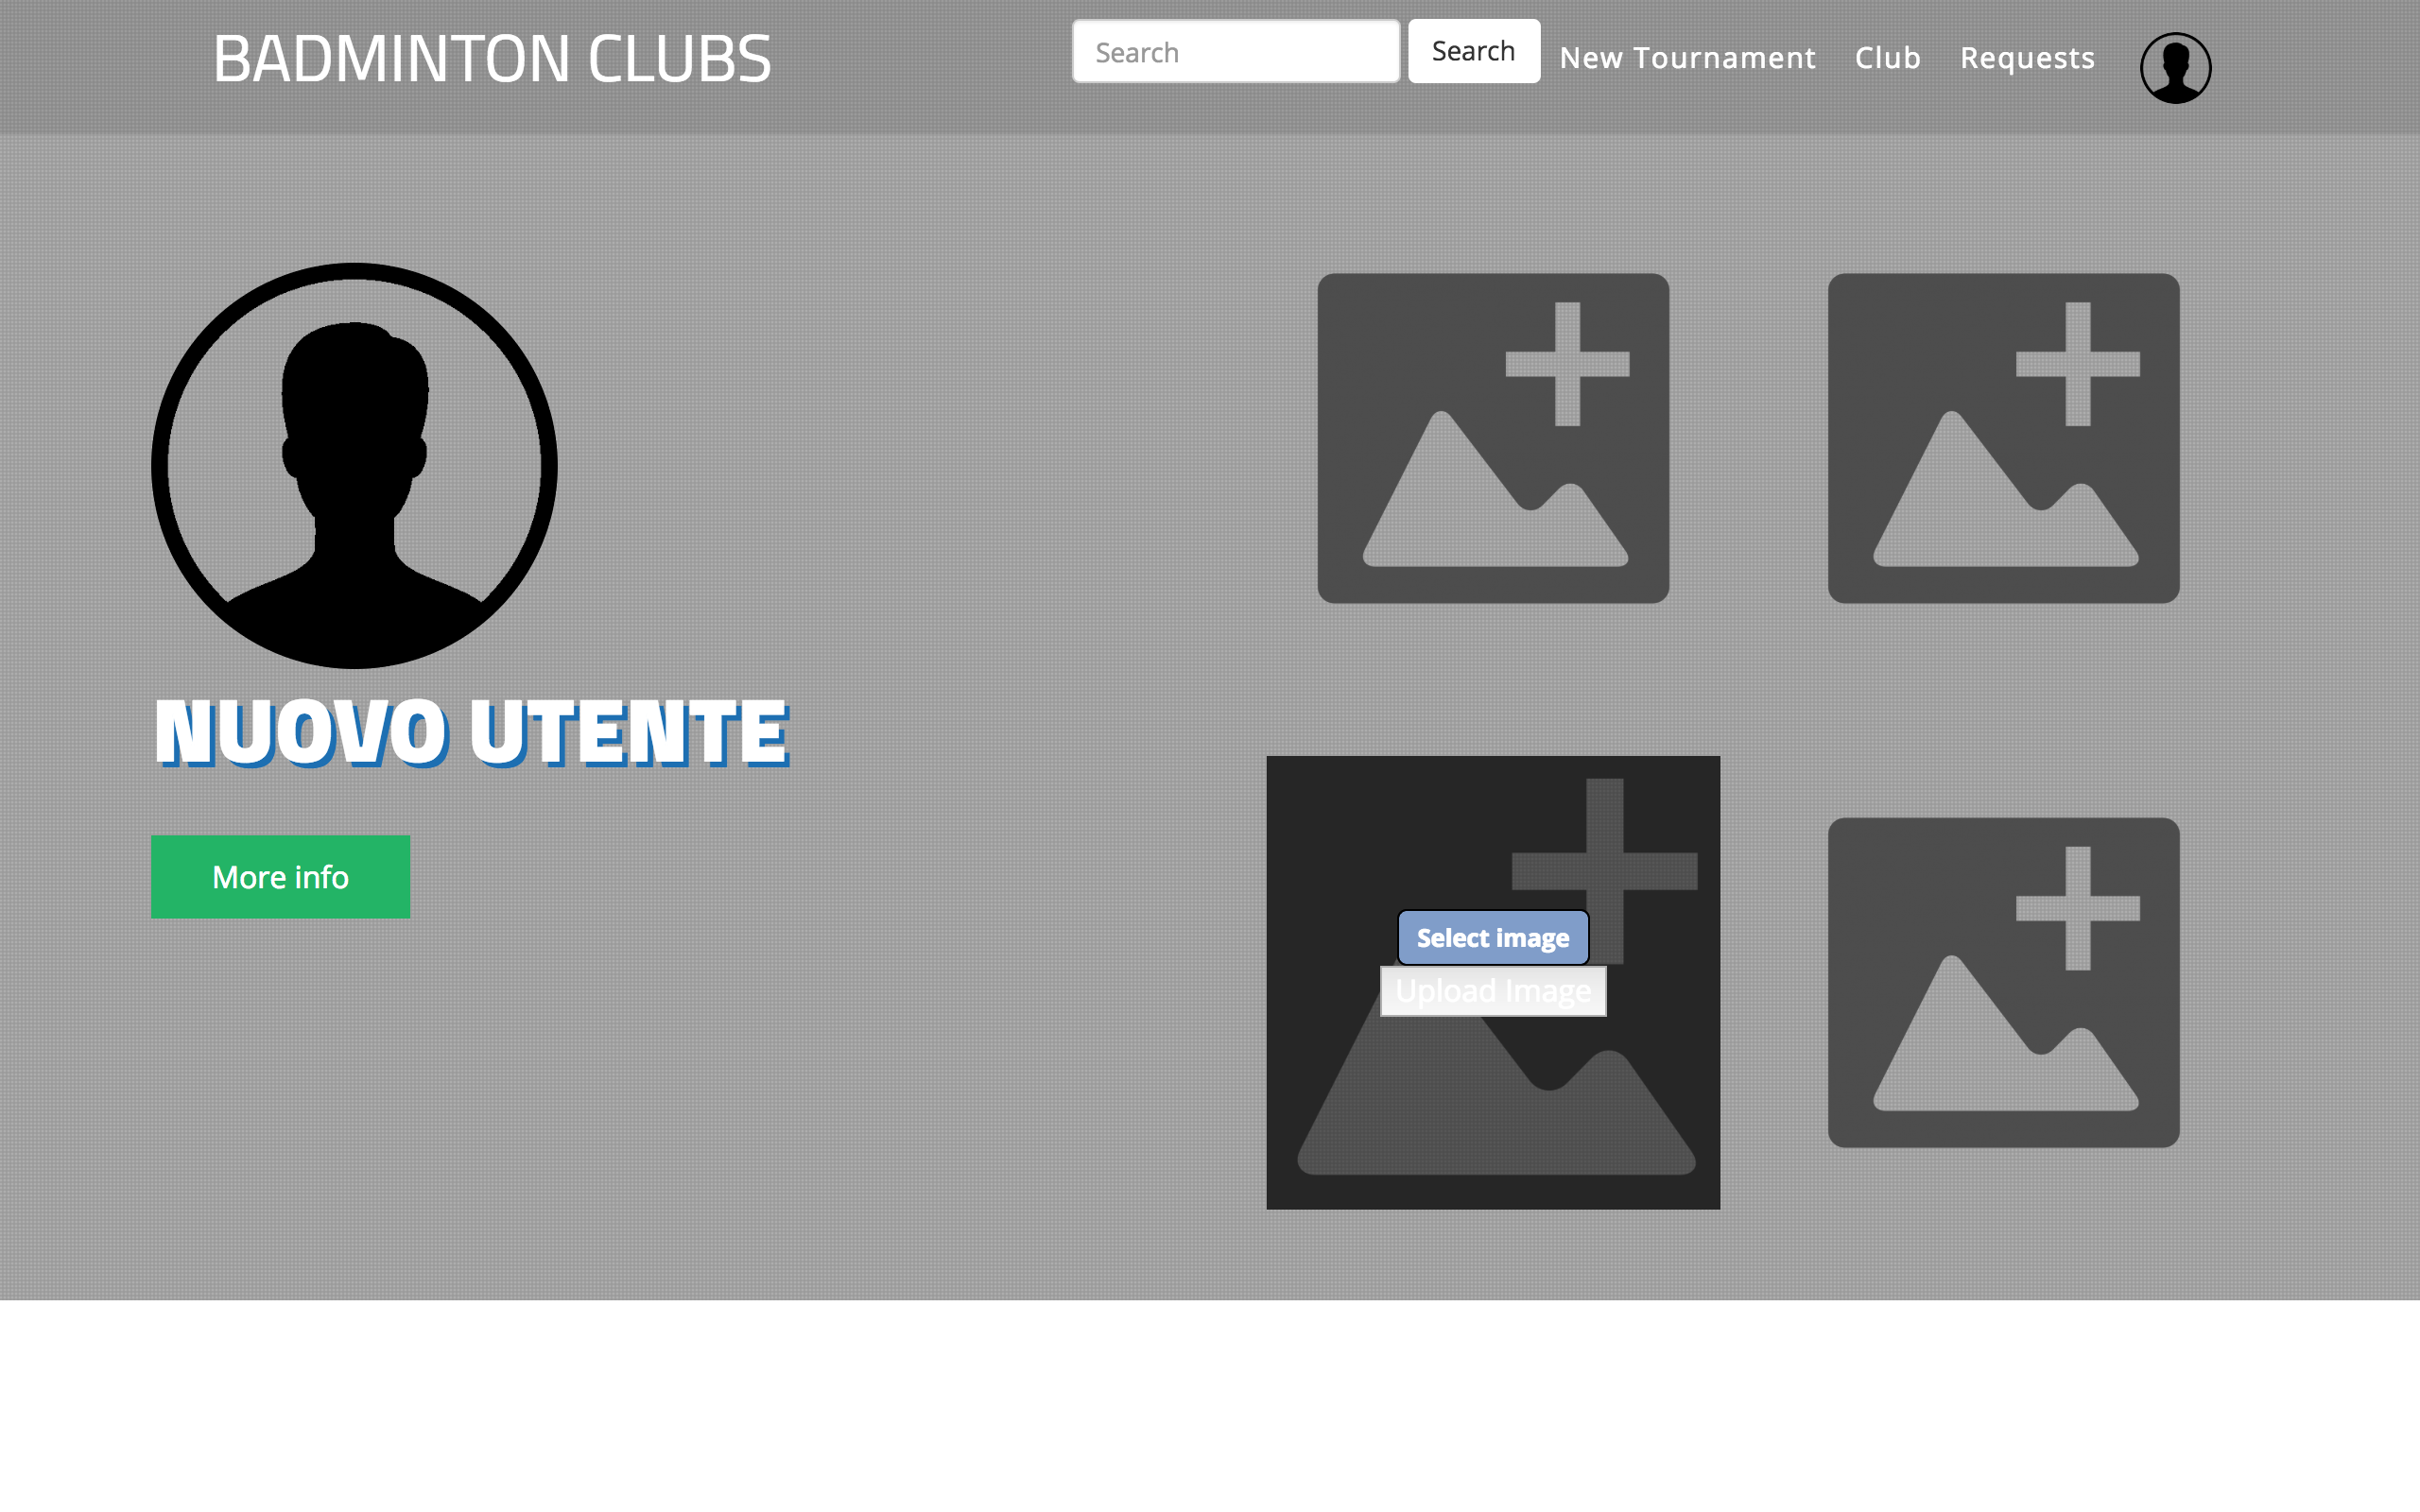 BADMINTON CLUBS
Search
Search
New Tournament
Club
Requests
NUOVO UTENTE
More info
Select image
Upload Image